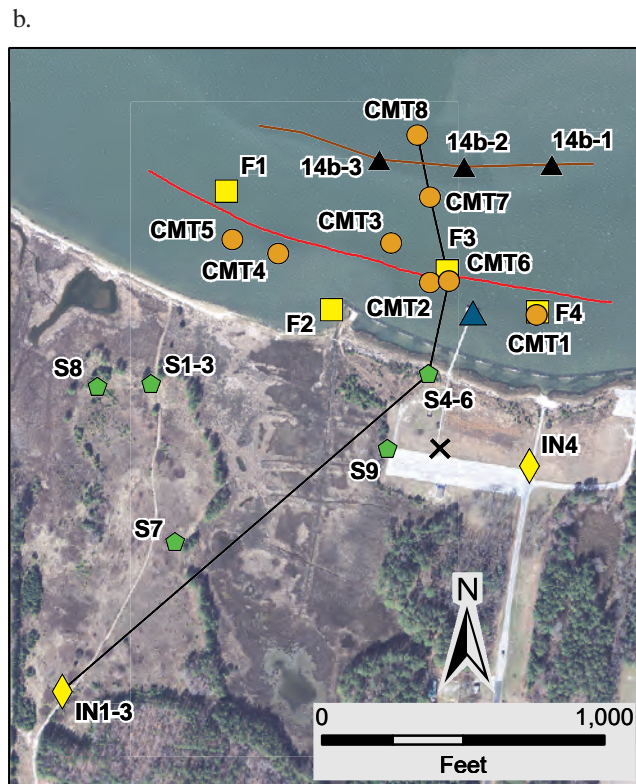 b.
CMT8
14b-3
14b-2
14b-1
F1
CMT7
CMT5
CMT3
F3
CMT4
CMT6
F2
CMT2
F4
CMT1
S8
S1-3
S4-6
S9
IN4
S7
N
IN1-3
0
1,000
Feet